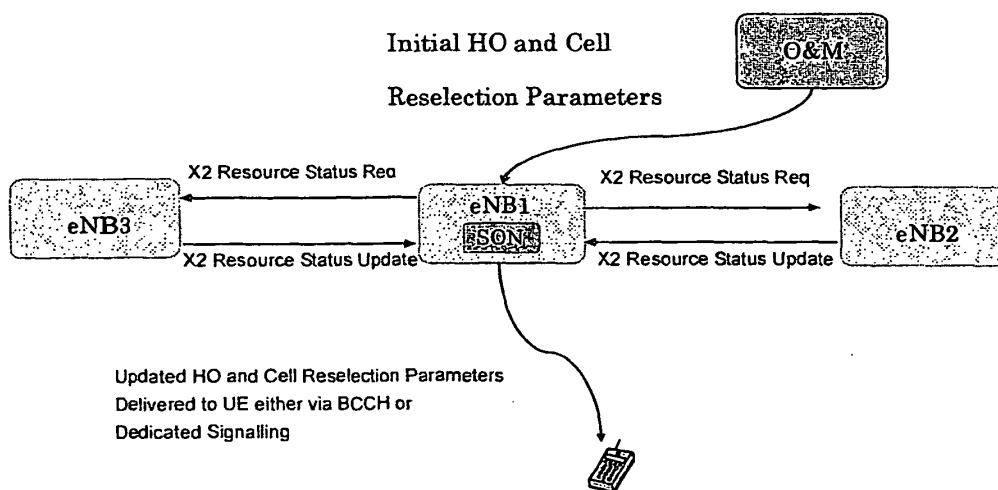 Initial HO and Cell
Reselection Parameters
O&M
X2 Resource Status Req
X2 Resource Status Req
eNB3
eNB1
SON
eNB2
X2 Resource Status Update
X2 Resource Status Update
Updated HO and Cell Reselection Parameters
Delivered to UE either via BCCH or
Dedicated Signalling